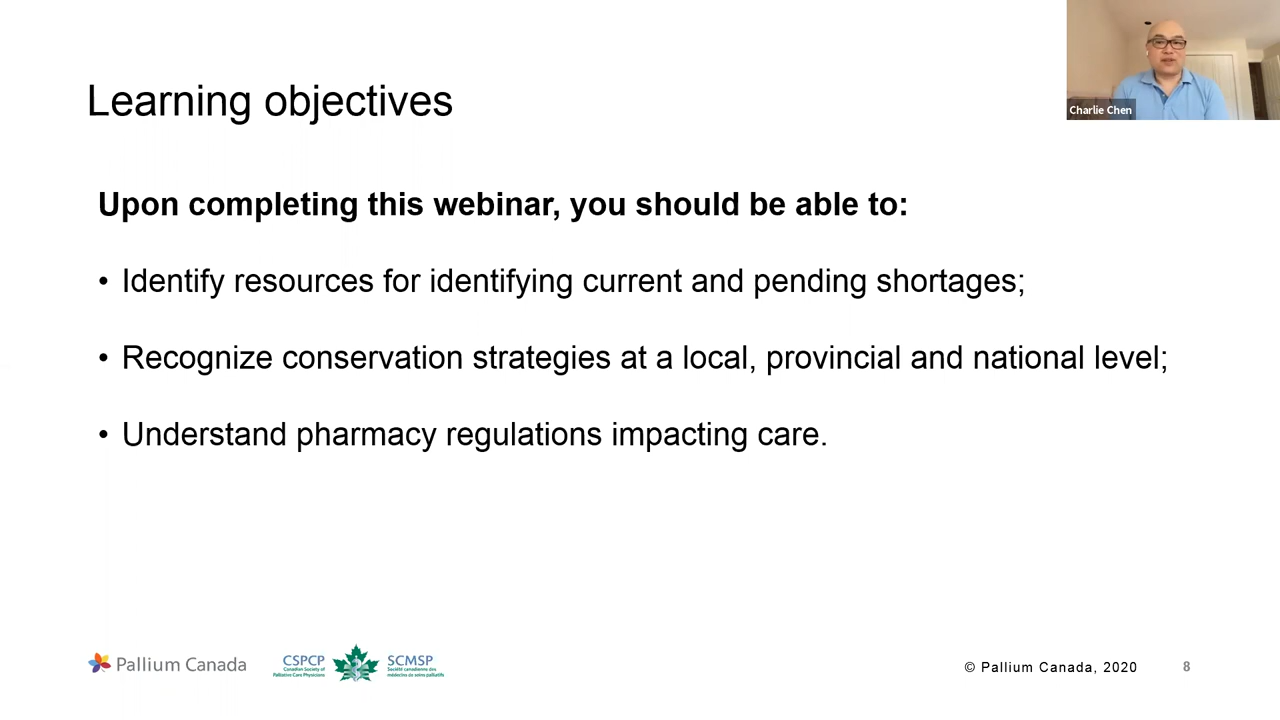 Charlie Chen
Learning objectives
Upon completing this webinar, you should be able to:
• Identify resources for identifying current and pending shortages;
• Recognize conservation strategies at a local, provincial and national level;
• Understand pharmacy regulations impacting care.
Pallium Canada
CSPCP
Canadian Society of
Palliative Care Physicians
SCMSP
Société canadienne des
médecins de soins palliatifs
© Pallium Canada, 2020
8